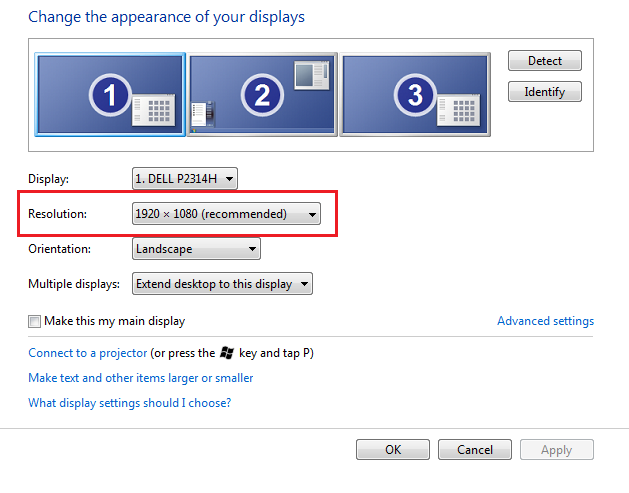 Change the appearance of your displays
1 2 3
Detect
Identify
Display: 1. DELL P2314H
Resolution: 1920 × 1080 (recommended)
Orientation: Landscape
Multiple displays: Extend desktop to this display
Make this my main display
Advanced settings
Connect to a projector (or press the key and tap P)
Make text and other items larger or smaller
What display settings should I choose?
OK Cancel Apply